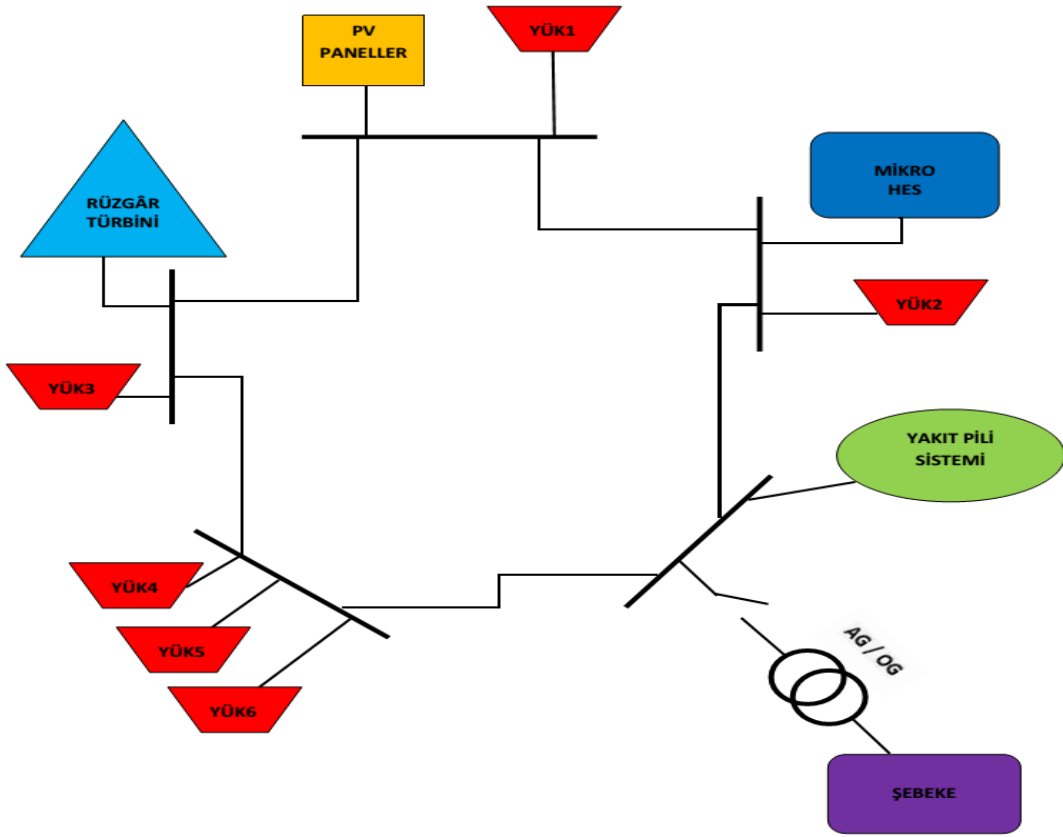 PV
PANELLER
YÜK1
MİKRO
HES
RÜZGÂR
TÜRBİNİ
YÜK2
YÜK3
YAKIT PİLİ
SİSTEMİ
YÜK4
YÜK5
YÜK6
AG / OG
ŞEBEKE